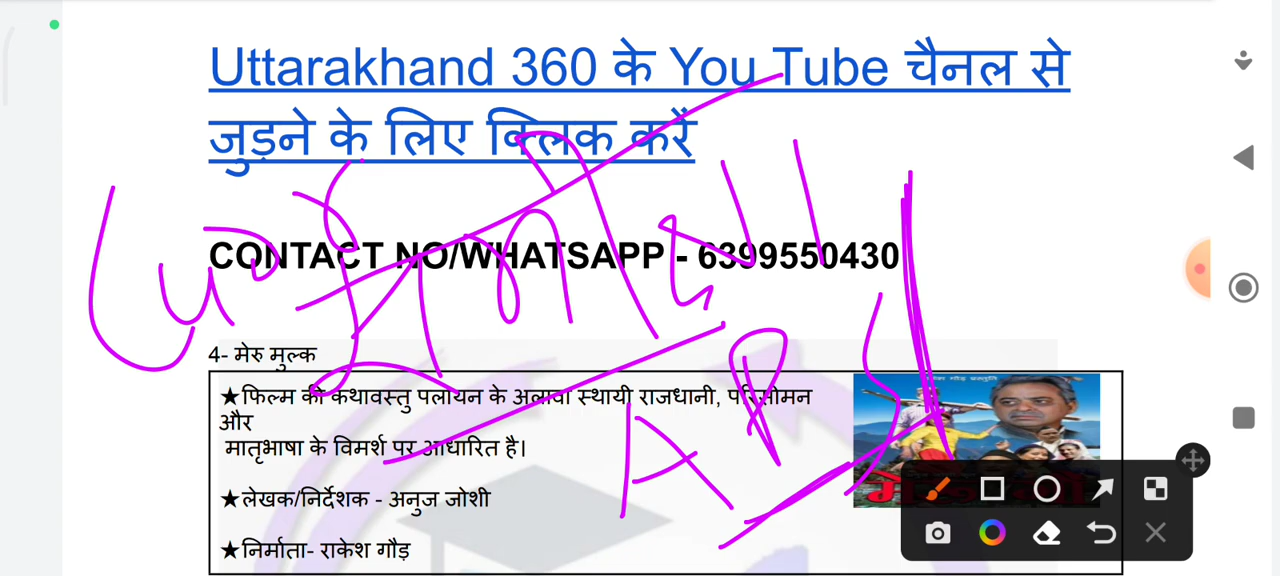 Uttarakhand 360 के You Tube चैनल से
जुड़ने के लिए क्लिक करें
CONTACT NO/WHATSAPP - 6399550430
4- मेरु मुल्क
★फिल्म की कथावस्तु पलायन के अलावा स्थायी राजधानी, परिसीमन
और
मातृभाषा के विमर्श पर आधारित है।
★लेखक/निर्देशक - अनुज जोशी
★निर्माता- राकेश गौड़